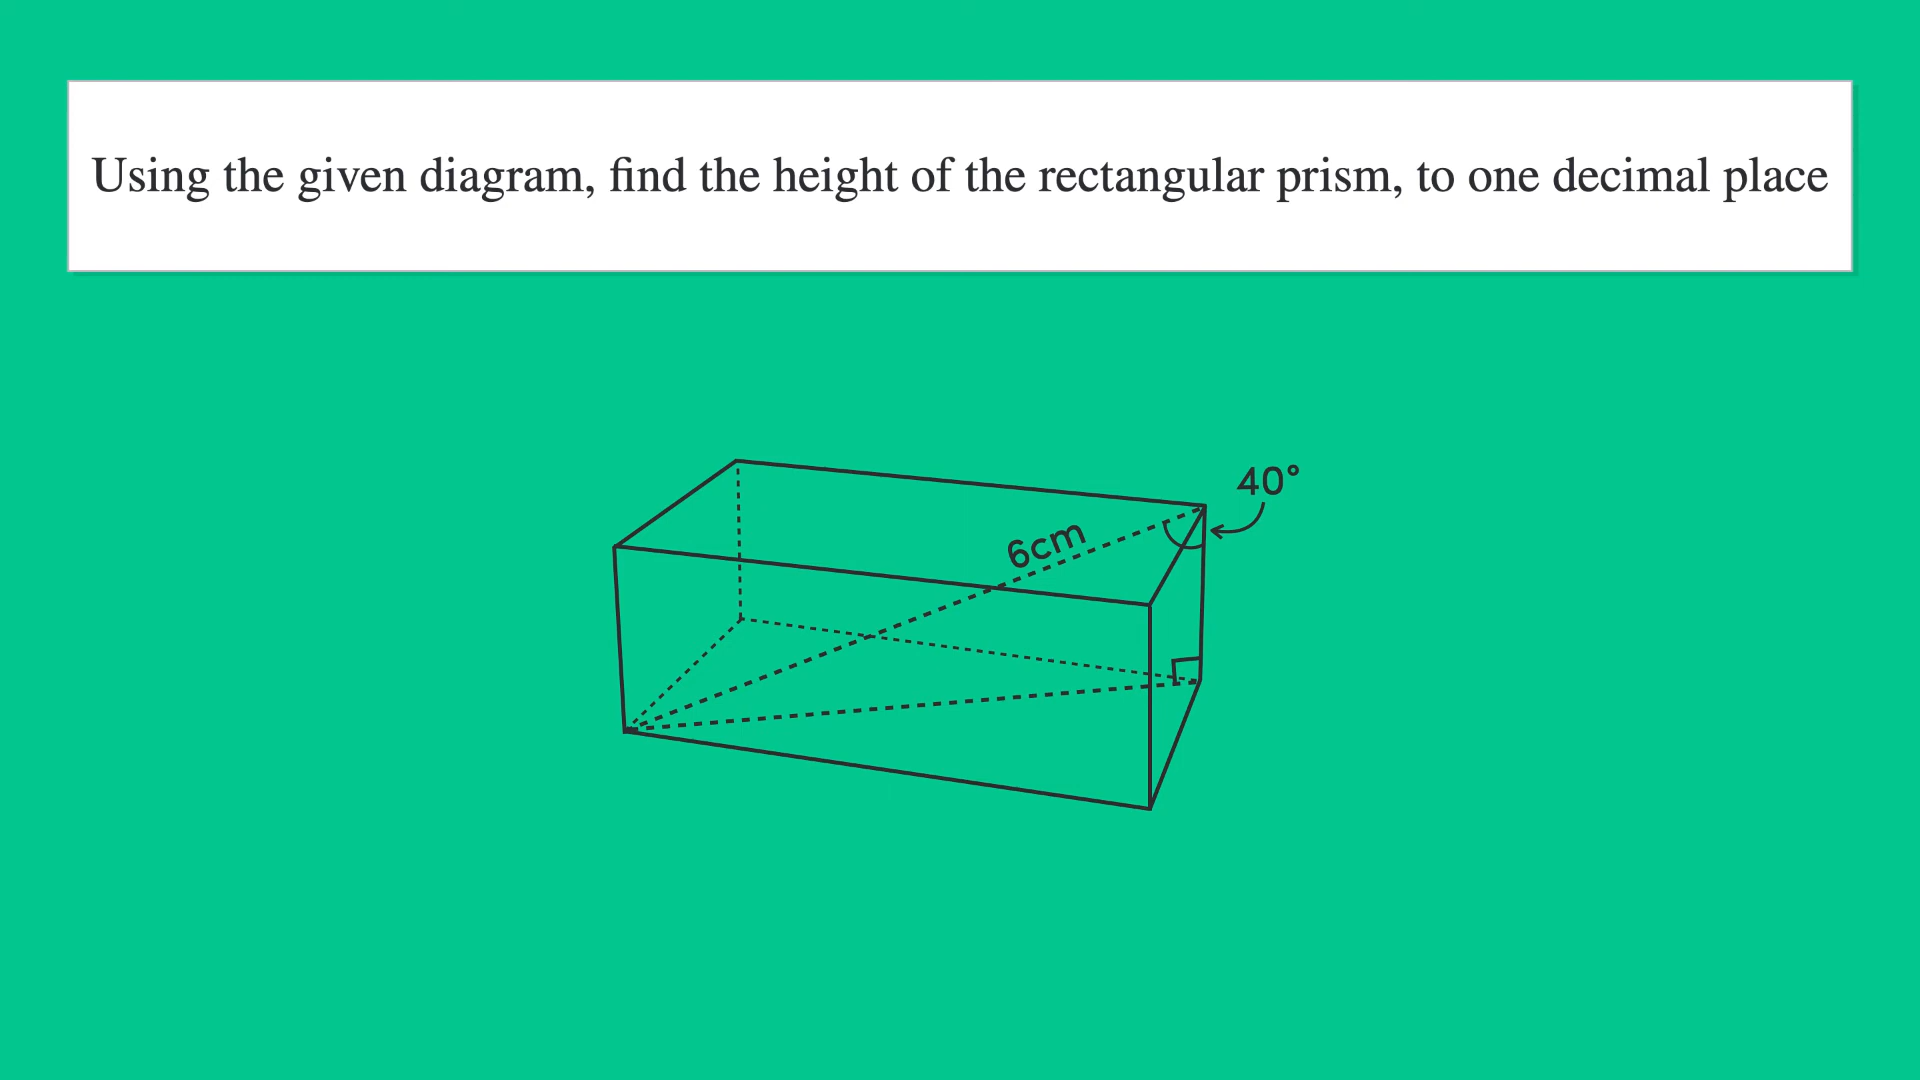 Using the given diagram, find the height of the rectangular prism, to one decimal place
40°
6cm